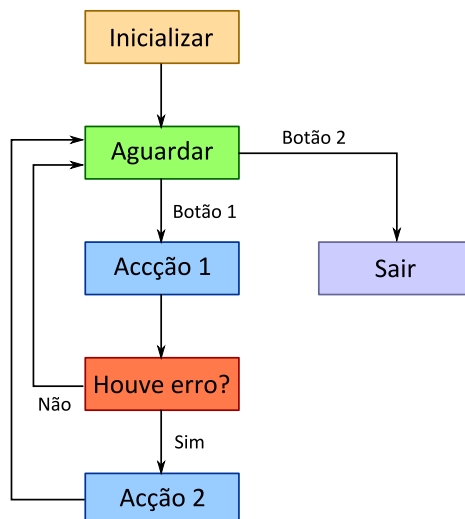 Inicializar
Aguardar
Botão 2
Botão 1
Accção 1
Sair
Houve erro?
Não
Sim
Acção 2